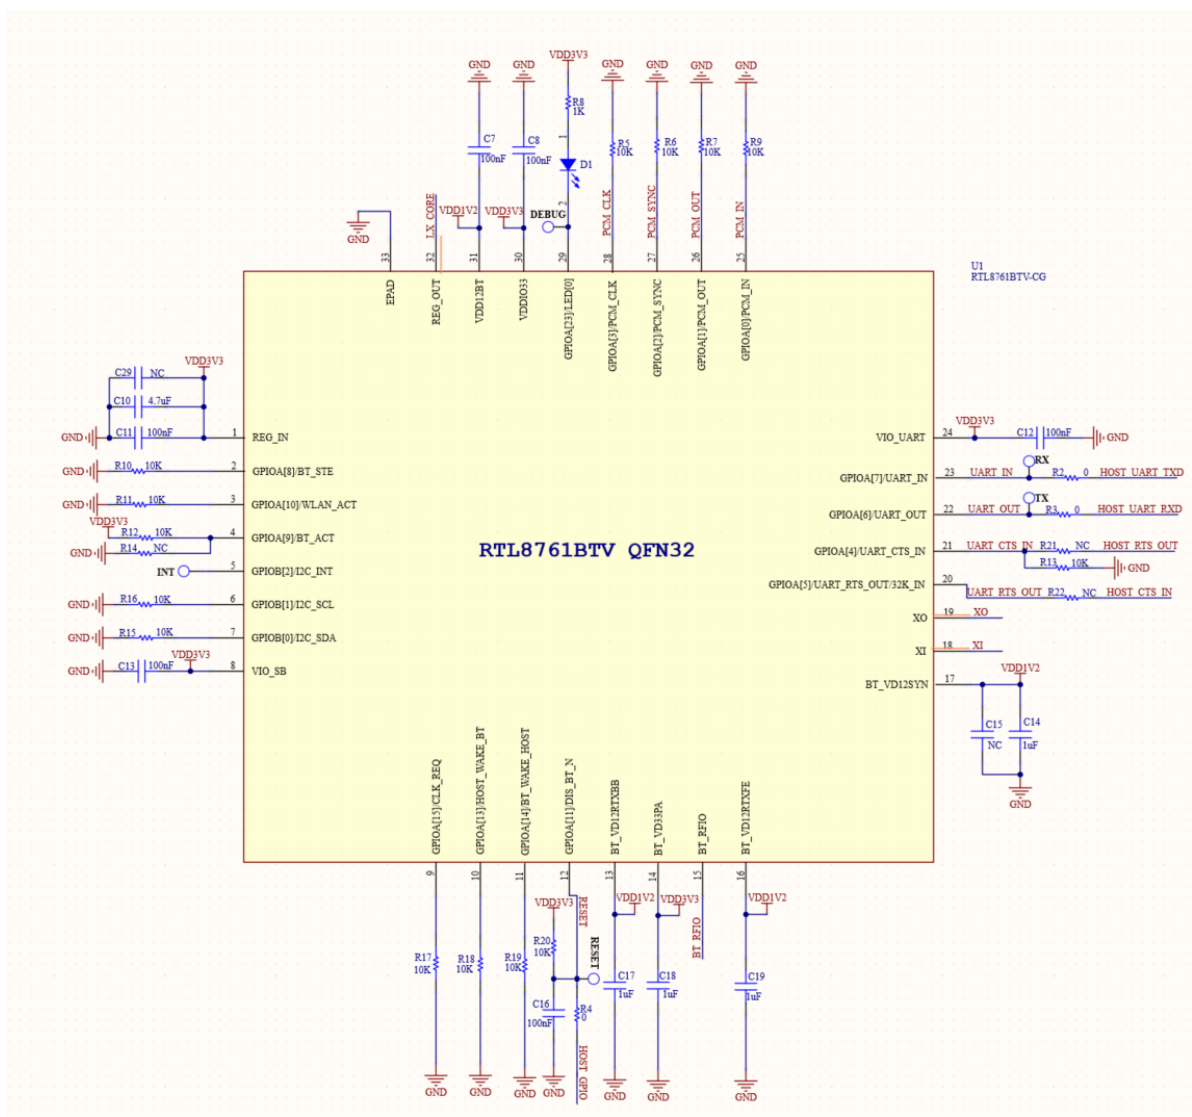 GND
GND
VDD3V3
GND
GND
GND
GND
R8
1K
C7
100nF
C8
100nF
1
D1
2
R5
10K
R6
10K
R7
10K
R9
10K
LX_CORE
VDD1V2
VDD3V3
DEBUG
PCM_CLK
PCM_SYNC
PCM_OUT
PCM_IN
GND
33
32
31
30
29
28
27
26
25
EPAD
REG_OUT
VDD12BT
VDDIO33
GPIOA[23]/LED[0]
GPIOA[3]/PCM_CLK
GPIOA[2]/PCM_SYNC
GPIOA[1]/PCM_OUT
GPIOA[0]/PCM_IN
U1
RTL8761BTV-CG
VDD3V3
C29 NC
C10 4.7uF
GND C11 100nF 1 REG_IN
GND R10 10K 2 GPIOA[8]/BT_STE
GND R11 10K 3 GPIOA[10]/WLAN_ACT
VDD3V3
R12 10K 4 GPIOA[9]/BT_ACT
GND R14 NC
INT 5 GPIOB[2]/I2C_INT
GND R16 10K 6 GPIOB[1]/I2C_SCL
GND R15 10K 7 GPIOB[0]/I2C_SDA
VDD3V3
GND C13 100nF 8 VIO_SB
RTL8761BTV QFN32
VDD3V3
VIO_UART 24 C12 100nF GND
RX
GPIOA[7]/UART_IN 23 UART_IN R2 0 HOST_UART_TXD
TX
GPIOA[6]/UART_OUT 22 UART_OUT R3 0 HOST_UART_RXD
GPIOA[4]/UART_CTS_IN 21 UART_CTS_IN R21 NC HOST_RTS_OUT
R13 10K GND
GPIOA[5]/UART_RTS_OUT/32K_IN 20 UART_RTS_OUT R22 NC HOST_CTS_IN
XO 19 XO
XI 18 XI
VDD1V2
BT_VD12SYN 17
C15
NC
C14
1uF
GND
GPIOA[15]/CLK_REQ
GPIOA[13]/HOST_WAKE_BT
GPIOA[14]/BT_WAKE_HOST
GPIOA[11]/DIS_BT_N
BT_VD12RTXBB
BT_VD33PA
BT_RFIO
BT_VD12RTXFE
9
10
11
12
13
14
15
16
VDD3V3
RESET
VDD1V2
VDD3V3
VDD1V2
BT_RFIO
R17
10K
R18
10K
R19
10K
R20
10K
RESET
C16
100nF
R4
0
C17
1uF
C18
1uF
C19
1uF
HOST_GPIO
GND
GND
GND
GND
GND
GND
GND